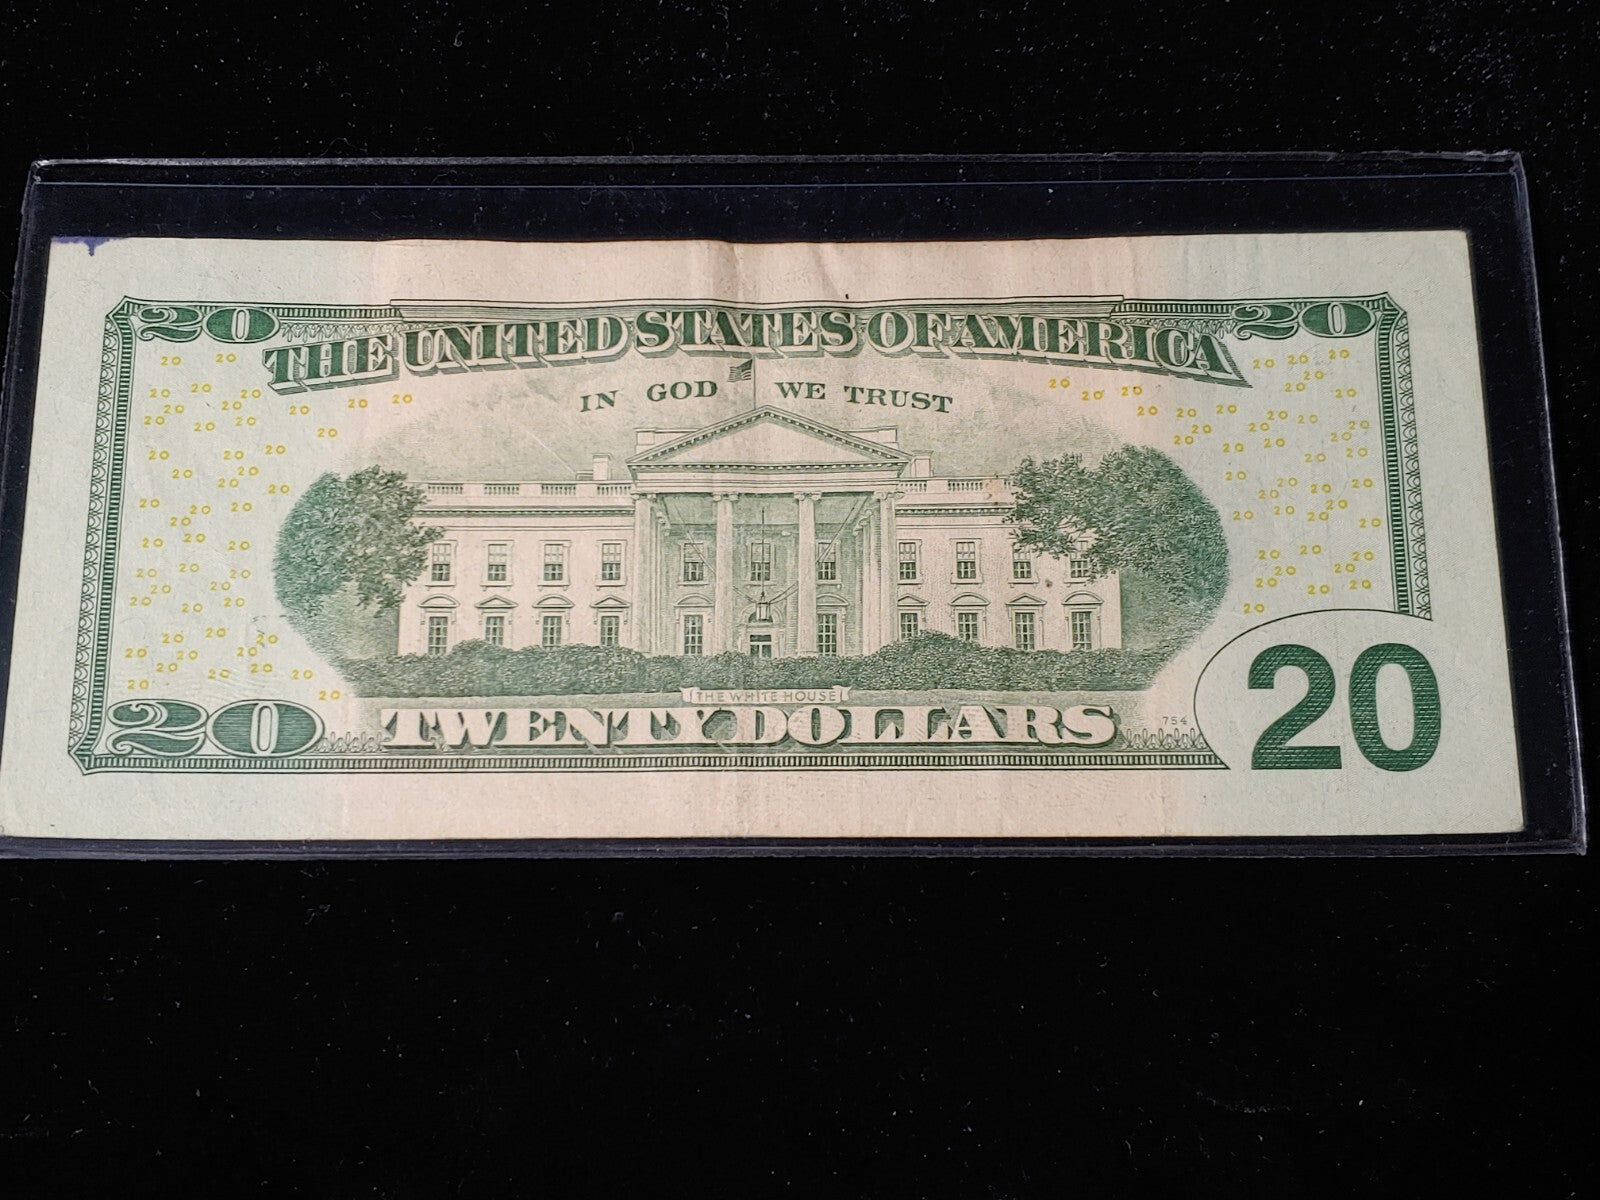 20 20
THE UNITED STATES OF AMERICA
IN GOD WE TRUST
THE WHITE HOUSE
20 TWENTY DOLLARS 754 20